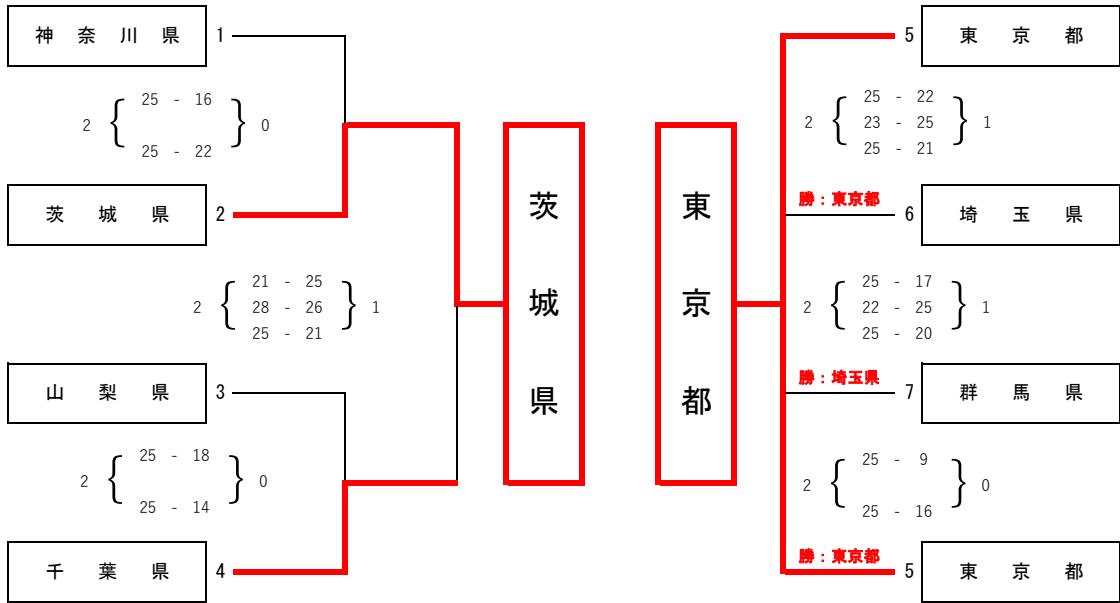 神奈川県 1
2 { 25 - 16 } 0
25 - 22
茨城県 2
2 { 21 - 25 } 1
28 - 26
25 - 21
山梨県 3
2 { 25 - 18 } 0
25 - 14
千葉県 4
茨城県
東京都
5 東京都
2 { 25 - 22 } 1
23 - 25
25 - 21
勝：東京都
6 埼玉県
2 { 25 - 17 } 1
22 - 25
25 - 20
勝：埼玉県
7 群馬県
2 { 25 - 9 } 0
25 - 16
勝：東京都
5 東京都